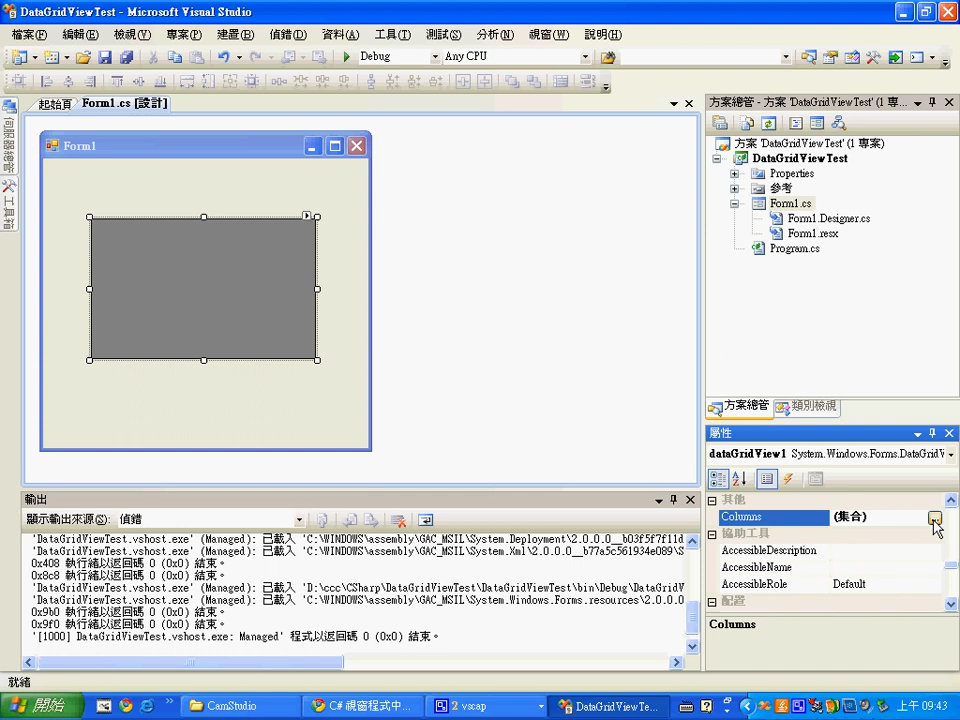 DataGridViewTest - Microsoft Visual Studio
檔案(F) 編輯(E) 檢視(V) 專案(P) 建置(B) 偵錯(D) 資料(A) 工具(T) 測試(S) 分析(N) 視窗(W) 說明(H)
Debug Any CPU
起始頁 Form1.cs [設計]
伺服器總管
工具箱
Form1
方案總管 - 方案 'DataGridViewTest' (1 專...
方案 'DataGridViewTest' (1 專案)
DataGridViewTest
Properties
參考
Form1.cs
Form1.Designer.cs
Form1.resx
Program.cs
方案總管 類別檢視
屬性
dataGridView1 System.Windows.Forms.DataGridV
其他
Columns (集合)
協助工具
AccessibleDescription
AccessibleName
AccessibleRole Default
配置
Columns
輸出
顯示輸出來源(S): 偵錯
'DataGridViewTest.vshost.exe' (Managed): 已載入 'C:\WINDOWS\assembly\GAC_MSIL\System.Deployment\2.0.0.0__b03f5f7f11d
'DataGridViewTest.vshost.exe' (Managed): 已載入 'C:\WINDOWS\assembly\GAC_MSIL\System.Xml\2.0.0.0__b77a5c561934e089\S
0x408 執行緒以返回碼 0 (0x0) 結束。
0x8c8 執行緒以返回碼 0 (0x0) 結束。
'DataGridViewTest.vshost.exe' (Managed): 已載入 'D:\ccc\CSharp\DataGridViewTest\DataGridViewTest\bin\Debug\DataGridV
'DataGridViewTest.vshost.exe' (Managed): 已載入 'C:\WINDOWS\assembly\GAC_MSIL\System.Windows.Forms.resources\2.0.0.0
0x9b0 執行緒以返回碼 0 (0x0) 結束。
0x9f0 執行緒以返回碼 0 (0x0) 結束。
'[1000] DataGridViewTest.vshost.exe: Managed' 程式以返回碼 0 (0x0) 結束。
就緒
開始 CamStudio C# 視窗程式中... 2 vscap DataGridViewTe... 上午 09:43